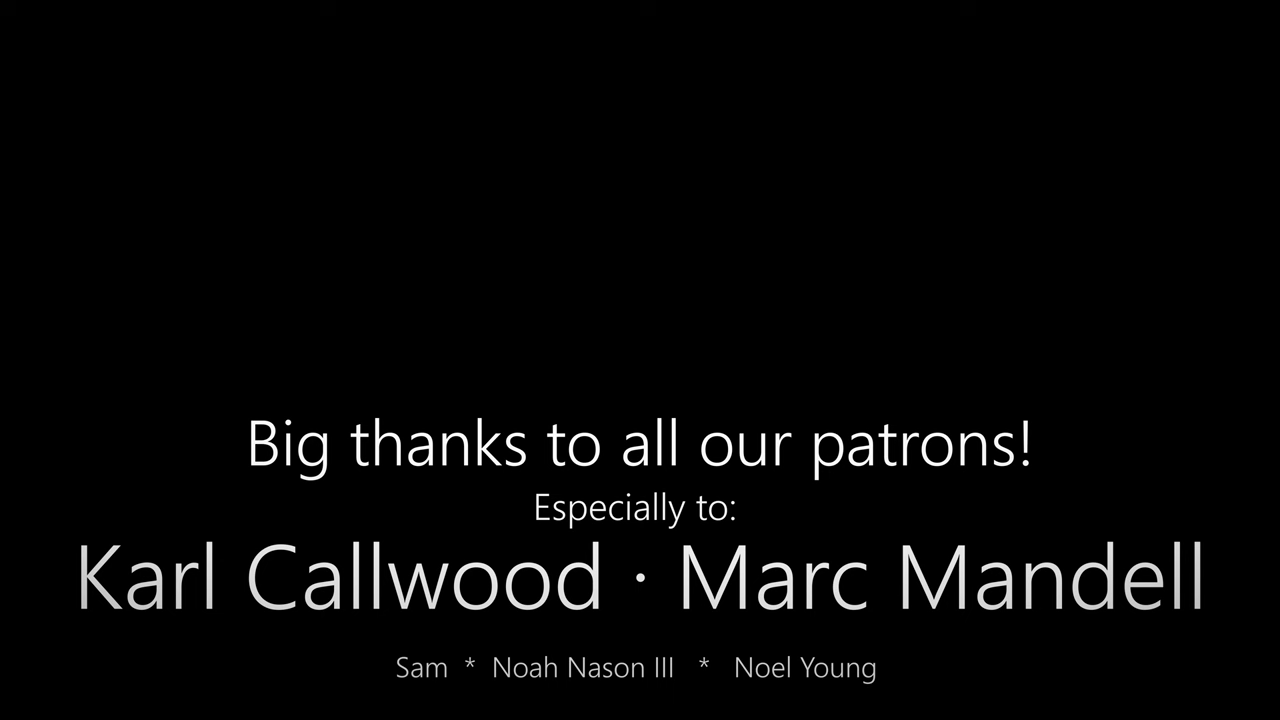 Big thanks to all our patrons!
Especially to:
Karl Callwood · Marc Mandell
Sam * Noah Nason III * Noel Young